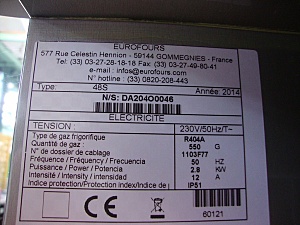 EUROFOURS
577 Rue Celestin Hennion - 59144 GOMMEGNIES - France
Tel (33) 03-27-28-18-18 Fax: (33) 03-27-49-80-41
e-mail : infos@eurofours.com
N° hotline : (33) 0820-208-443
Type: 48S Année: 2014
N/S: DA204O0046
ELECTRICITE
TENSION 230V/50Hz/T~
Type de gaz frigorifique R404A
Quantité de gaz: 550 G
N° de dossier de cablage 1103F77
Fréquence / Frequency / Frequenz 50 HZ
Puissance / Power / Potencia 2.8 KW
Intensité / Intensity / intensidad 12 A
Indice protection/Protection index/Indice de IP51
CE
60121